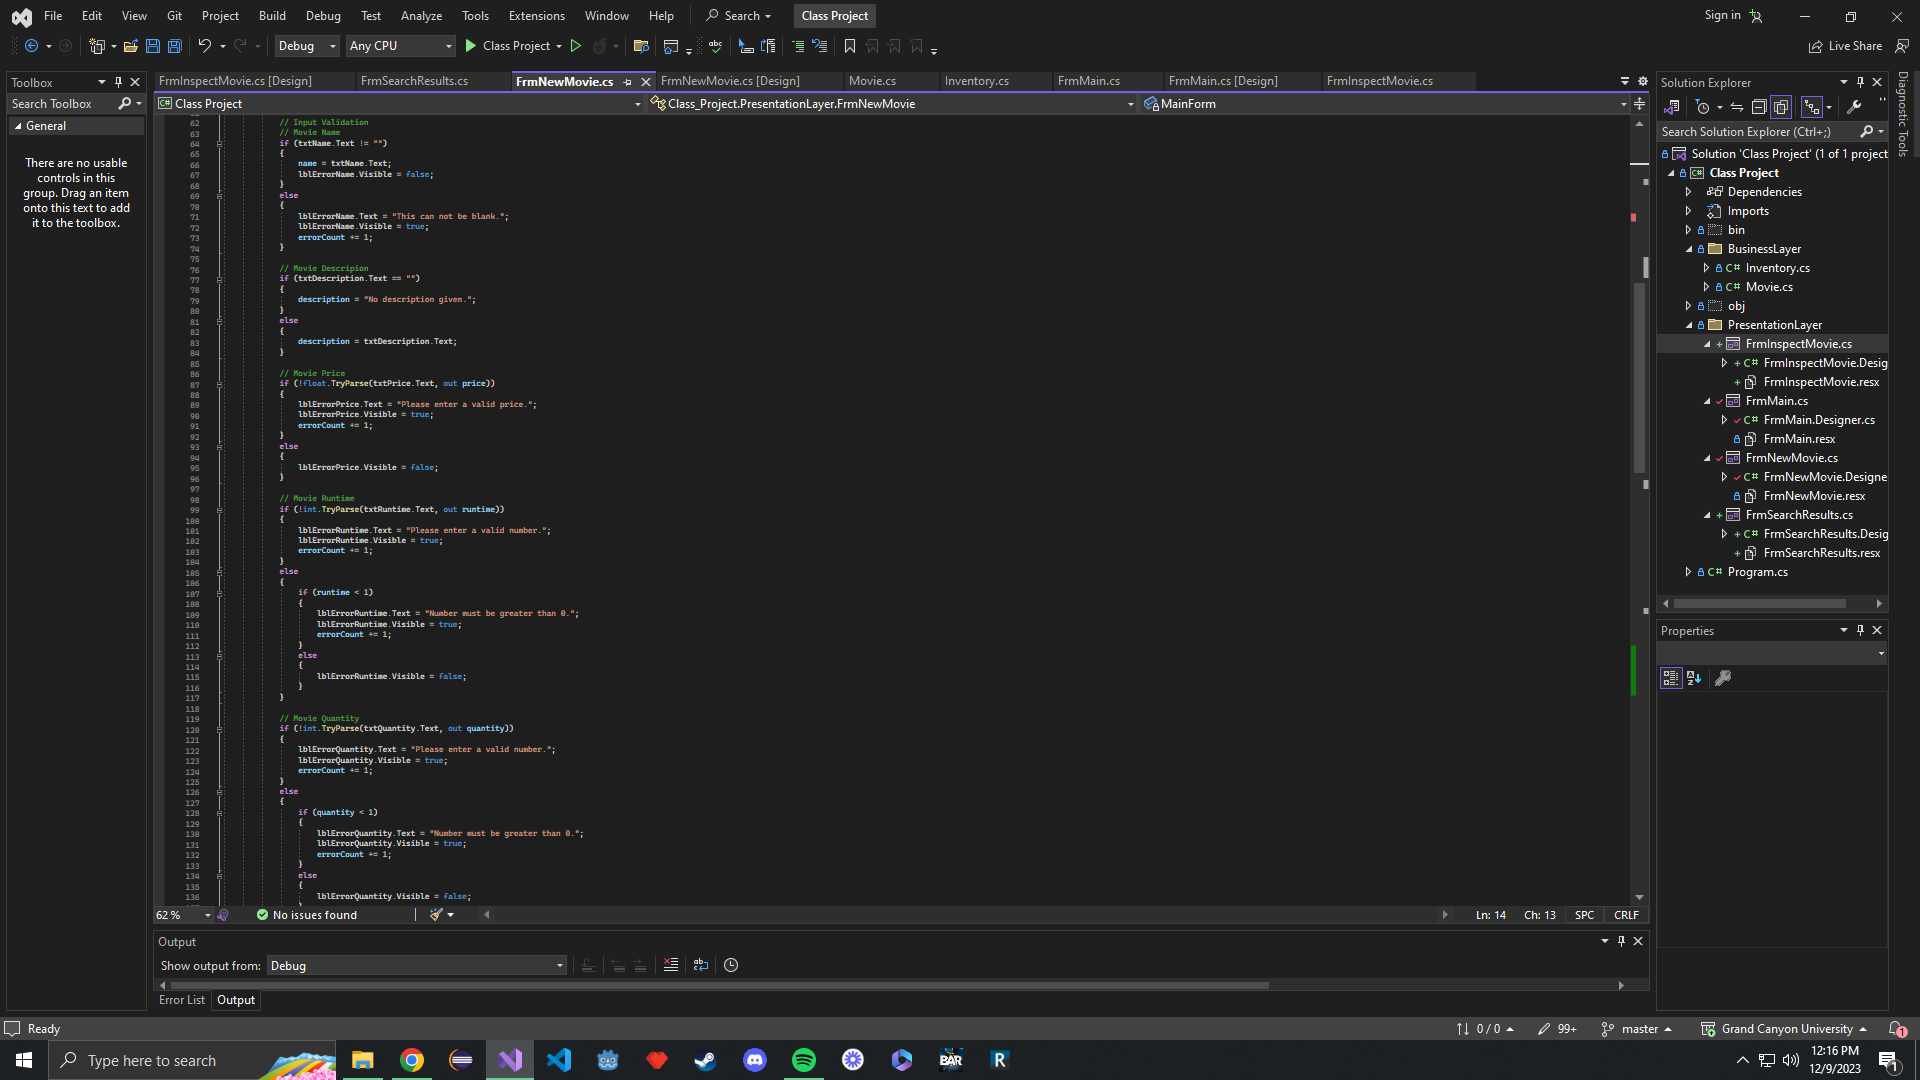 File Edit View Git Project Build Debug Test Analyze Tools Extensions Window Help Search Class Project Sign in
Debug Any CPU Class Project Live Share
Toolbox
Search Toolbox
General
There are no usable
controls in this
group. Drag an item
onto this text to add
it to the toolbox.
FrmInspectMovie.cs [Design] FrmSearchResults.cs FrmNewMovie.cs FrmNewMovie.cs [Design] Movie.cs Inventory.cs FrmMain.cs FrmMain.cs [Design] FrmInspectMovie.cs
Class Project Class_Project.PresentationLayer.FrmNewMovie MainForm
62 // Input Validation
63 // Movie Name
64 if (txtName.Text != "")
65 {
66 name = txtName.Text;
67 lblErrorName.Visible = false;
68 }
69 else
70 {
71 lblErrorName.Text = "This can not be blank.";
72 lblErrorName.Visible = true;
73 errorCount += 1;
74 }
75
76 // Movie Descripion
77 if (txtDescription.Text == "")
78 {
79 description = "No description given.";
80 }
81 else
82 {
83 description = txtDescription.Text;
84 }
85
86 // Movie Price
87 if (!float.TryParse(txtPrice.Text, out price))
88 {
89 lblErrorPrice.Text = "Please enter a valid price.";
90 lblErrorPrice.Visible = true;
91 errorCount += 1;
92 }
93 else
94 {
95 lblErrorPrice.Visible = false;
96 }
97
98 // Movie Runtime
99 if (!int.TryParse(txtRuntime.Text, out runtime))
100 {
101 lblErrorRuntime.Text = "Please enter a valid number.";
102 lblErrorRuntime.Visible = true;
103 errorCount += 1;
104 }
105 else
106 {
107 if (runtime < 1)
108 {
109 lblErrorRuntime.Text = "Number must be greater than 0.";
110 lblErrorRuntime.Visible = true;
111 errorCount += 1;
112 }
113 else
114 {
115 lblErrorRuntime.Visible = false;
116 }
117 }
118
119 // Movie Quantity
120 if (!int.TryParse(txtQuantity.Text, out quantity))
121 {
122 lblErrorQuantity.Text = "Please enter a valid number.";
123 lblErrorQuantity.Visible = true;
124 errorCount += 1;
125 }
126 else
127 {
128 if (quantity < 1)
129 {
130 lblErrorQuantity.Text = "Number must be greater than 0.";
131 lblErrorQuantity.Visible = true;
132 errorCount += 1;
133 }
134 else
135 {
136 lblErrorQuantity.Visible = false;
62 % No issues found Ln: 14 Ch: 13 SPC CRLF
Output
Show output from: Debug
Error List Output
Solution Explorer
Search Solution Explorer (Ctrl+;)
Solution 'Class Project' (1 of 1 project
Class Project
Dependencies
Imports
bin
BusinessLayer
C# Inventory.cs
C# Movie.cs
obj
PresentationLayer
FrmInspectMovie.cs
C# FrmInspectMovie.Desig
FrmInspectMovie.resx
FrmMain.cs
C# FrmMain.Designer.cs
FrmMain.resx
FrmNewMovie.cs
C# FrmNewMovie.Designe
FrmNewMovie.resx
FrmSearchResults.cs
C# FrmSearchResults.Desig
FrmSearchResults.resx
C# Program.cs
Properties
Diagnostic Tools
Ready 0 / 0 99+ master Grand Canyon University 1
Type here to search BAR R 12:16 PM
12/9/2023 1